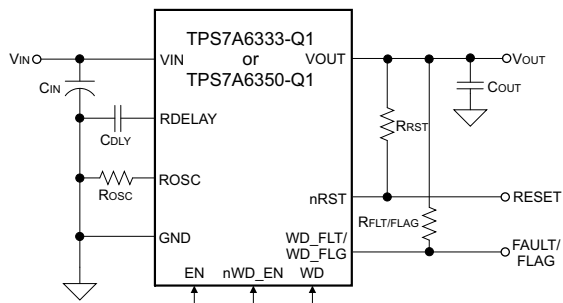 TPS7A6333-Q1
or
TPS7A6350-Q1
VIN
VIN
VOUT
VOUT
CIN
COUT
RDELAY
CDLY
RRST
ROSC
ROSC
nRST
RESET
RFLT/FLAG
GND
WD_FLT/
WD_FLG
FAULT/
FLAG
EN
nWD_EN
WD